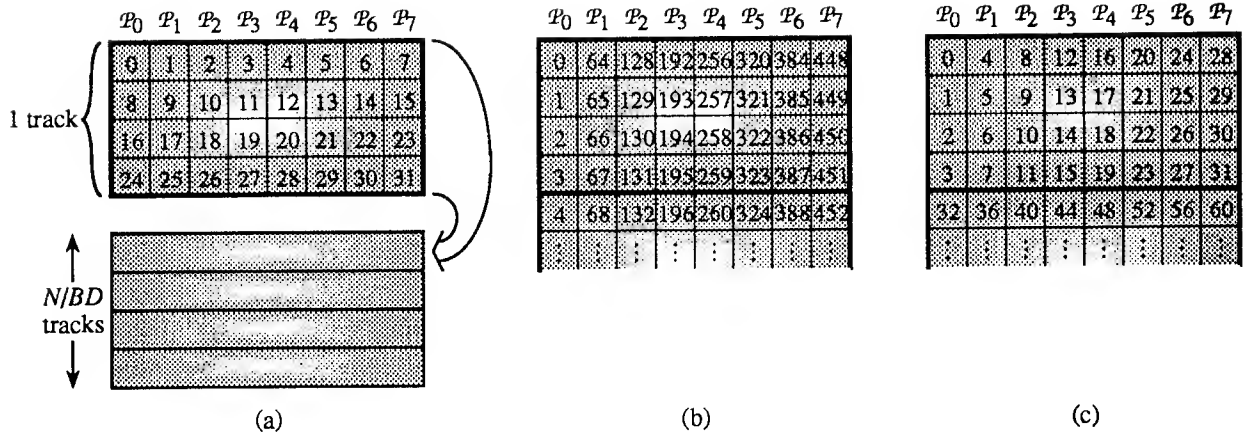 𝒫0 𝒫1 𝒫2 𝒫3 𝒫4 𝒫5 𝒫6 𝒫7
0 1 2 3 4 5 6 7
8 9 10 11 12 13 14 15
16 17 18 19 20 21 22 23
24 25 26 27 28 29 30 31
1 track
N/BD
tracks
(a)
𝒫0 𝒫1 𝒫2 𝒫3 𝒫4 𝒫5 𝒫6 𝒫7
0 64 128 192 256 320 384 448
1 65 129 193 257 321 385 449
2 66 130 194 258 322 386 450
3 67 131 195 259 323 387 451
4 68 132 196 260 324 388 452
⋮ ⋮ ⋮ ⋮ ⋮ ⋮ ⋮ ⋮
(b)
𝒫0 𝒫1 𝒫2 𝒫3 𝒫4 𝒫5 𝒫6 𝒫7
0 4 8 12 16 20 24 28
1 5 9 13 17 21 25 29
2 6 10 14 18 22 26 30
3 7 11 15 19 23 27 31
32 36 40 44 48 52 56 60
⋮ ⋮ ⋮ ⋮ ⋮ ⋮ ⋮ ⋮
(c)